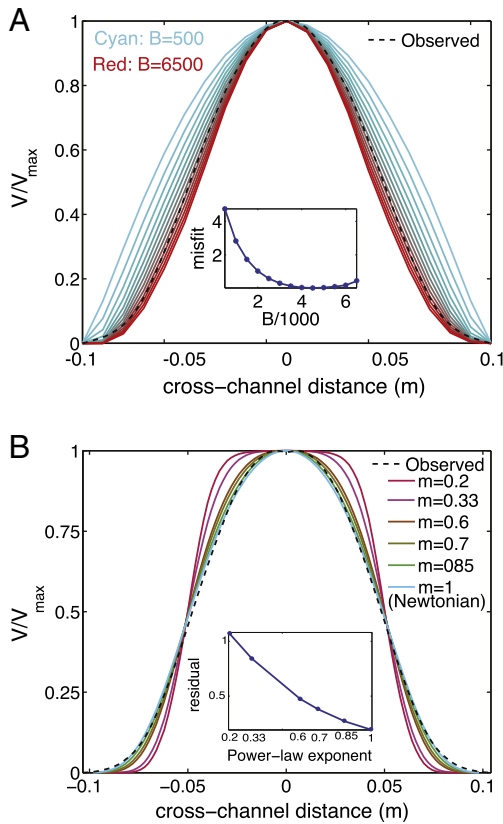 A
Cyan: B=500
Red: B=6500
Observed
V/Vmax
1
0.8
0.6
0.4
0.2
0
misfit
4
2
2 4 6
B/1000
-0.1 -0.05 0 0.05 0.1
cross-channel distance (m)
B
Observed
m=0.2
m=0.33
m=0.6
m=0.7
m=085
m=1
(Newtonian)
V/Vmax
1
0.75
0.5
0.25
0
residual
1
0.5
0.2 0.33 0.6 0.7 0.85 1
Power-law exponent
-0.1 -0.05 0 0.05 0.1
cross-channel distance (m)